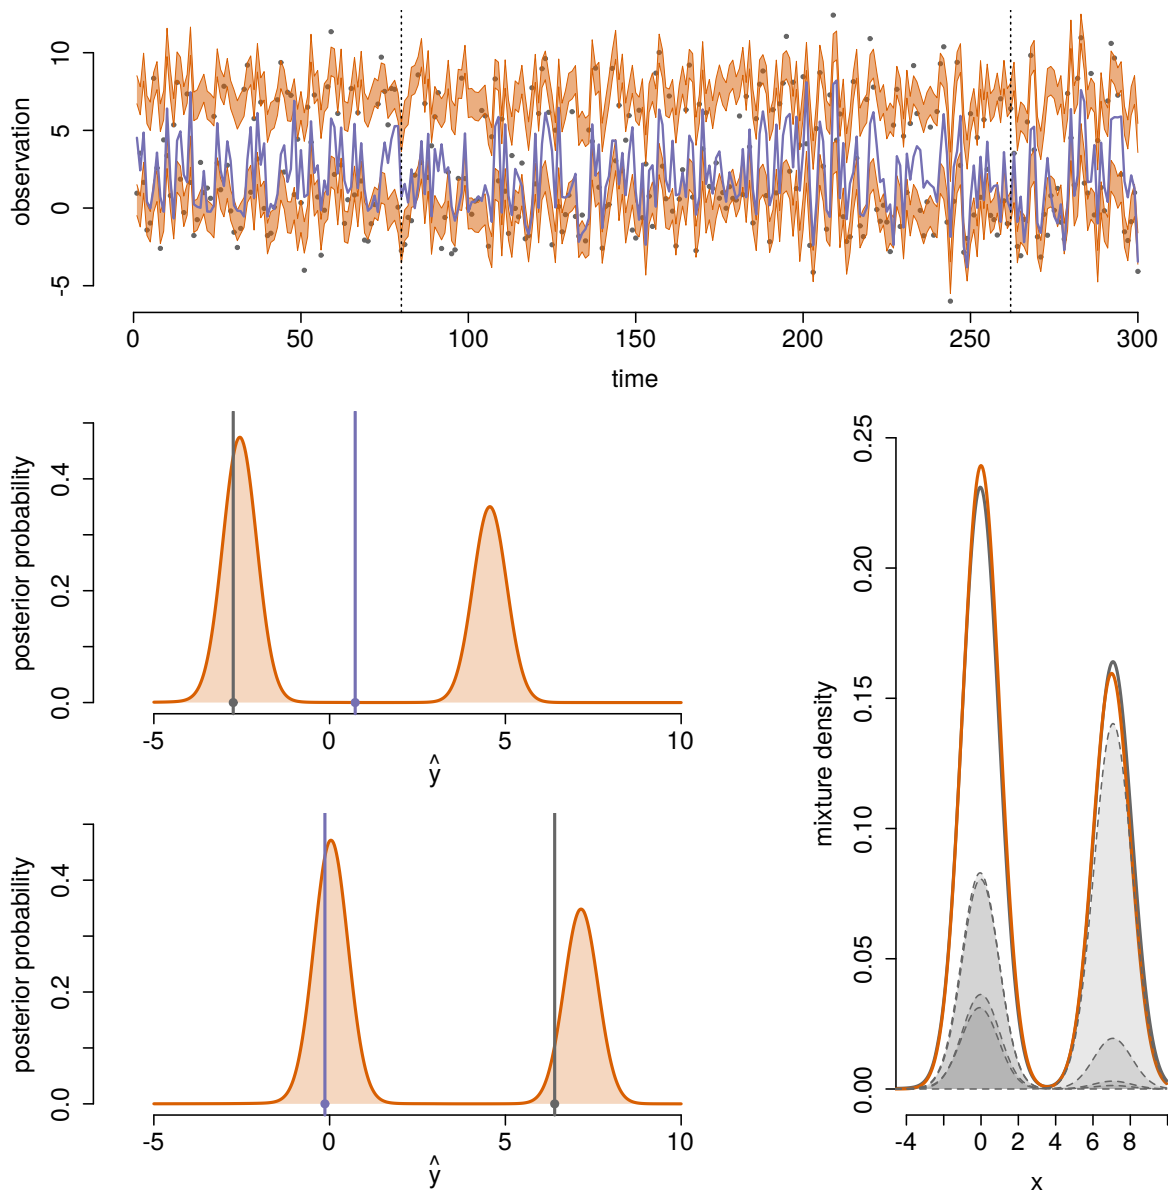 observation
10
5
0
-5
0 50 100 150 200 250 300
time
posterior probability
0.4
0.2
0.0
-5 0 5 10
ŷ
posterior probability
0.4
0.2
0.0
-5 0 5 10
ŷ
mixture density
0.25
0.20
0.15
0.10
0.05
0.00
-4 0 2 4 6 8
x